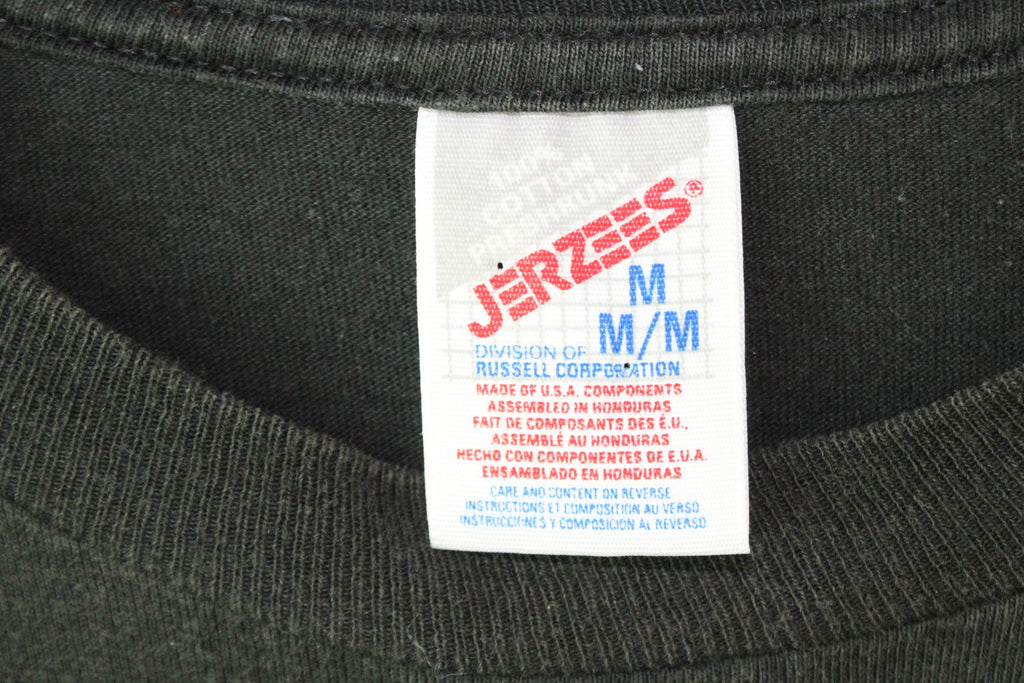 100%
COTTON
PRESHRUNK
JERZEES®
M
M/M
DIVISION OF
RUSSELL CORPORATION
MADE OF U.S.A. COMPONENTS
ASSEMBLED IN HONDURAS
FAIT DE COMPOSANTS DES É.U.,
ASSEMBLÉ AU HONDURAS
HECHO CON COMPONENTES DE E.U.A.
ENSAMBLADO EN HONDURAS
CARE AND CONTENT ON REVERSE
INSTRUCTIONS ET COMPOSITION AU VERSO
INSTRUCCIONES Y COMPOSICION AL REVERSO